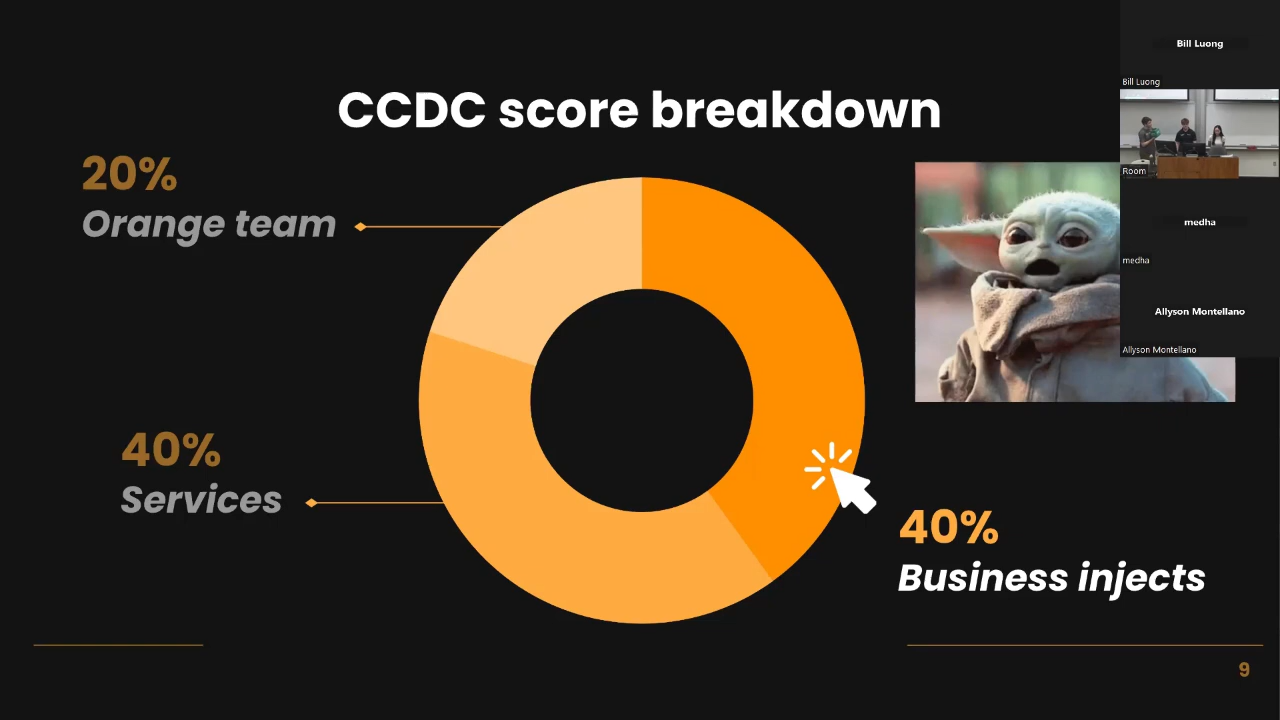 CCDC score breakdown
20%
Orange team
40%
Services
40%
Business injects
9
Bill Luong
Bill Luong
Room
medha
medha
Allyson Montellano
Allyson Montellano